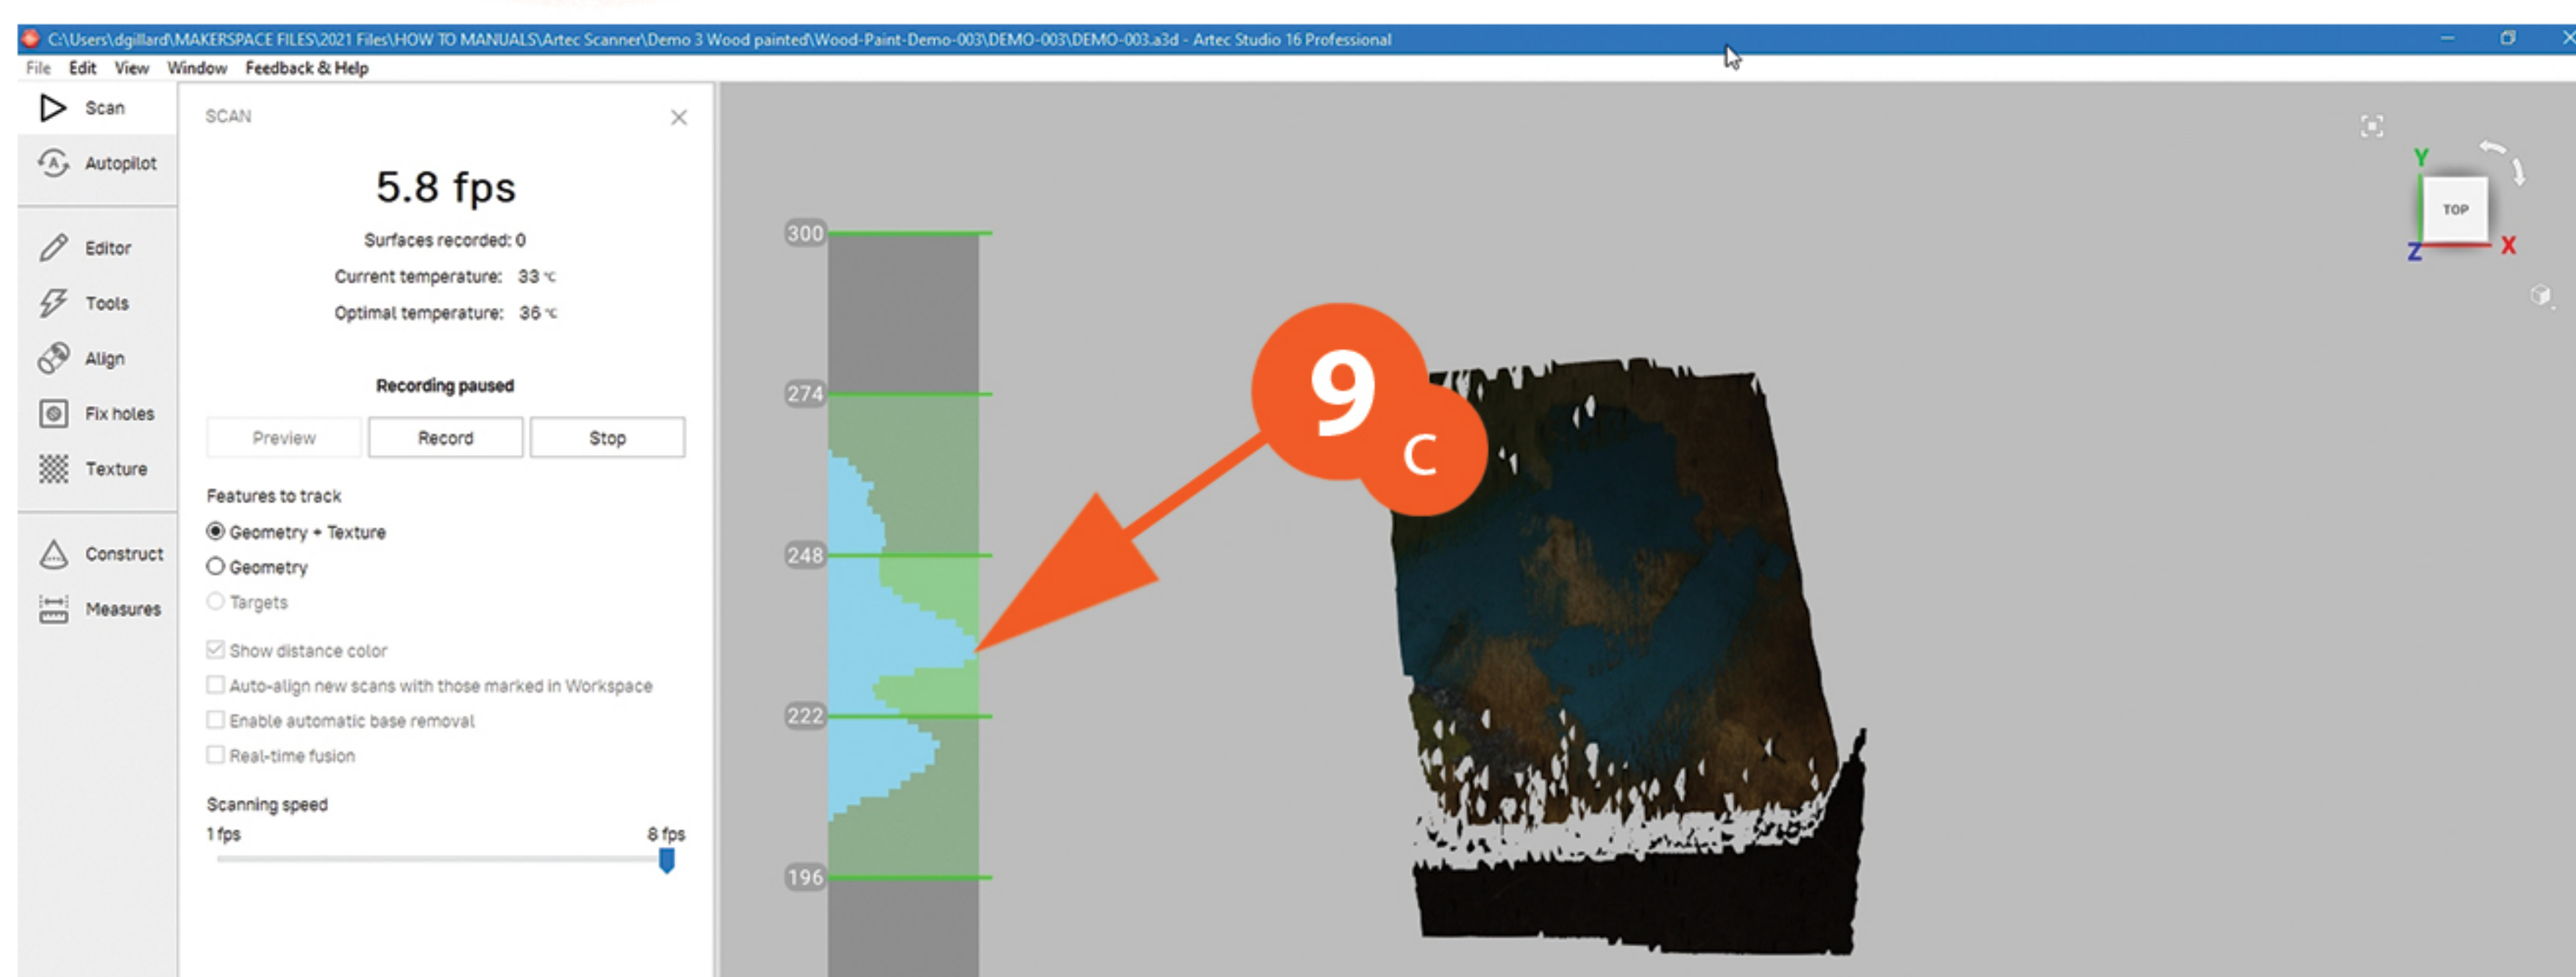 C:\Users\dgillard\MAKERSPACE FILES\2021 Files\HOW TO MANUALS\Artec Scanner\Demo 3 Wood painted\Wood-Paint-Demo-003\DEMO-003\DEMO-003.a3d - Artec Studio 16 Professional
File Edit View Window Feedback & Help
Scan
Autopilot
Editor
Tools
Align
Fix holes
Texture
Construct
Measures
SCAN
5.8 fps
Surfaces recorded: 0
Current temperature: 33 °C
Optimal temperature: 36 °C
Recording paused
Preview Record Stop
Features to track
Geometry + Texture
Geometry
Targets
Show distance color
Auto-align new scans with those marked in Workspace
Enable automatic base removal
Real-time fusion
Scanning speed
1 fps 8 fps
300
274
248
222
196
9
C
Y
TOP
Z X